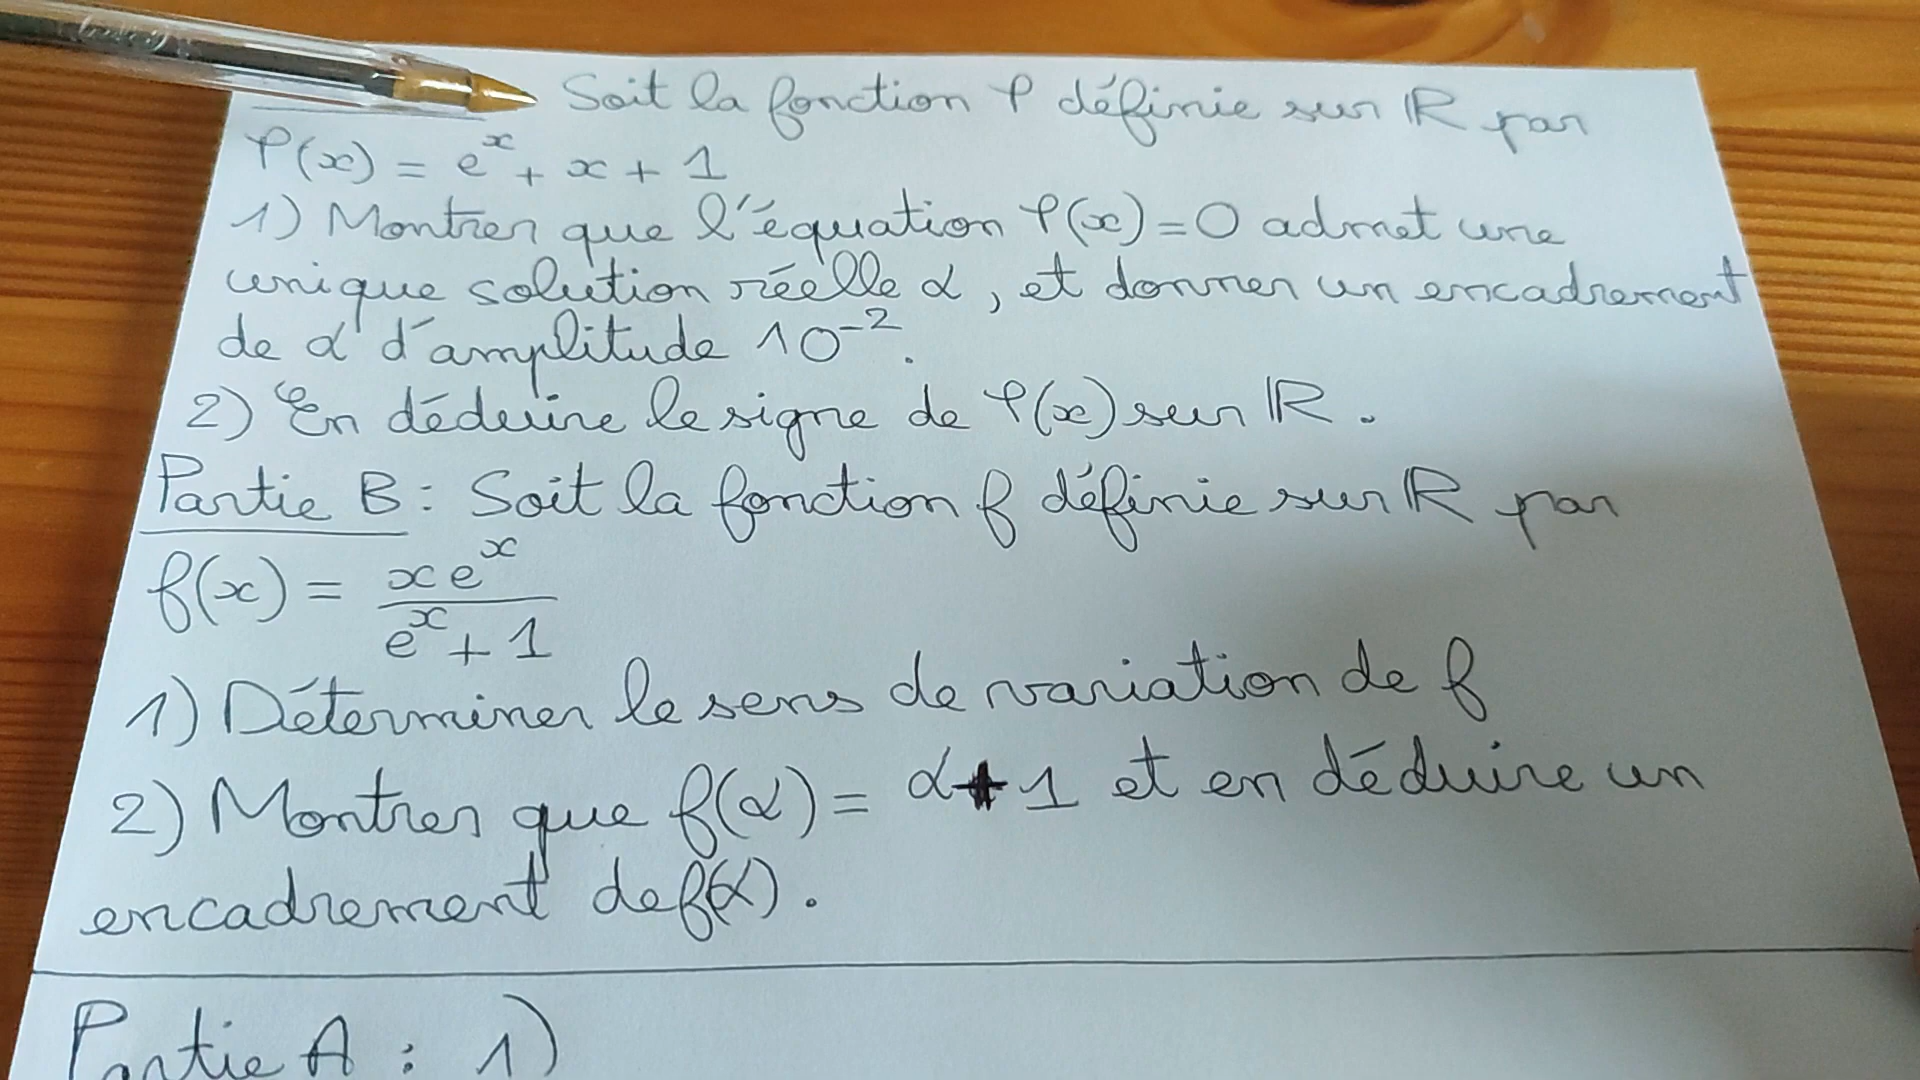 Soit la fonction φ définie sur ℝ par
φ(x) = e^x + x + 1
1) Montrer que l'équation φ(x) = 0 admet une
unique solution réelle α, et donner un encadrement
de α d'amplitude 10^-2.
2) En déduire le signe de φ(x) sur ℝ.
Partie B : Soit la fonction f définie sur ℝ par
f(x) = xe^x / (e^x + 1)
1) Déterminer le sens de variation de f
2) Montrer que f(α) = α + 1 et en déduire un
encadrement de f(α).
Partie A : 1)